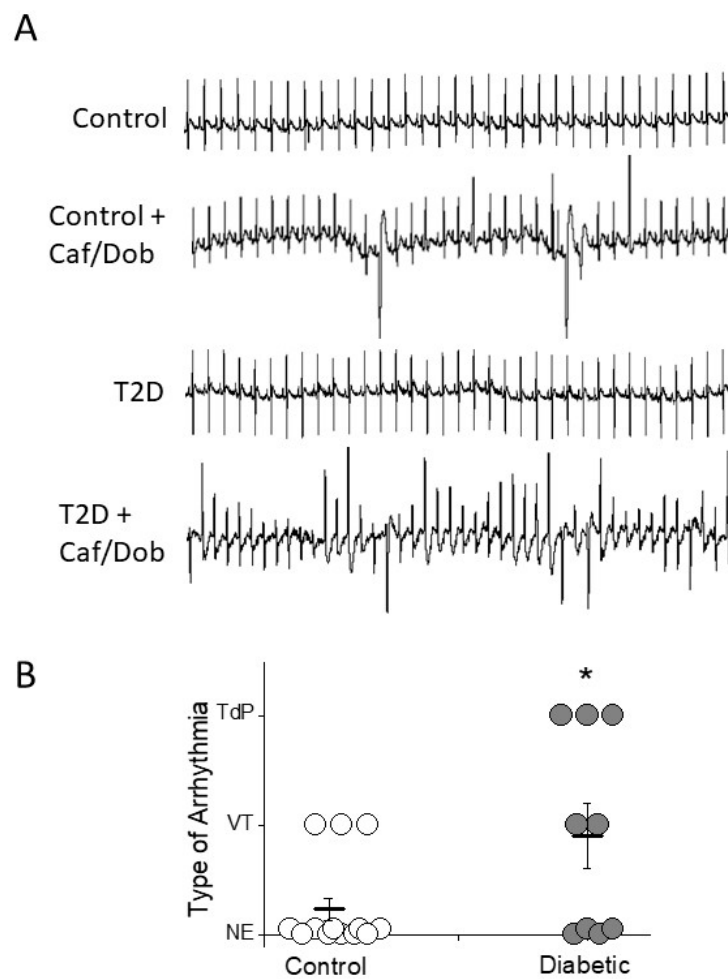 A
Control
Control +
Caf/Dob
T2D
T2D +
Caf/Dob
B
Type of Arrhythmia
TdP
*
VT
NE
Control
Diabetic